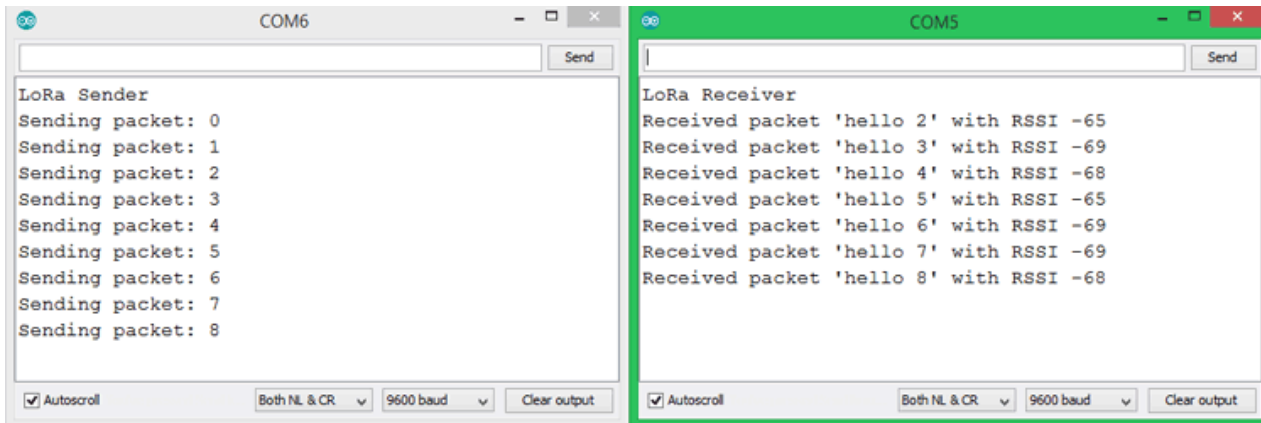 COM6
Send
LoRa Sender
Sending packet: 0
Sending packet: 1
Sending packet: 2
Sending packet: 3
Sending packet: 4
Sending packet: 5
Sending packet: 6
Sending packet: 7
Sending packet: 8
Autoscroll
Both NL & CR
9600 baud
Clear output
COM5
Send
LoRa Receiver
Received packet 'hello 2' with RSSI -65
Received packet 'hello 3' with RSSI -69
Received packet 'hello 4' with RSSI -68
Received packet 'hello 5' with RSSI -65
Received packet 'hello 6' with RSSI -69
Received packet 'hello 7' with RSSI -69
Received packet 'hello 8' with RSSI -68
Autoscroll
Both NL & CR
9600 baud
Clear output